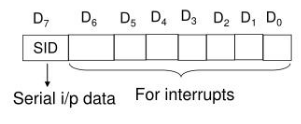 D7 D6 D5 D4 D3 D2 D1 D0
SID
Serial i/p data For interrupts